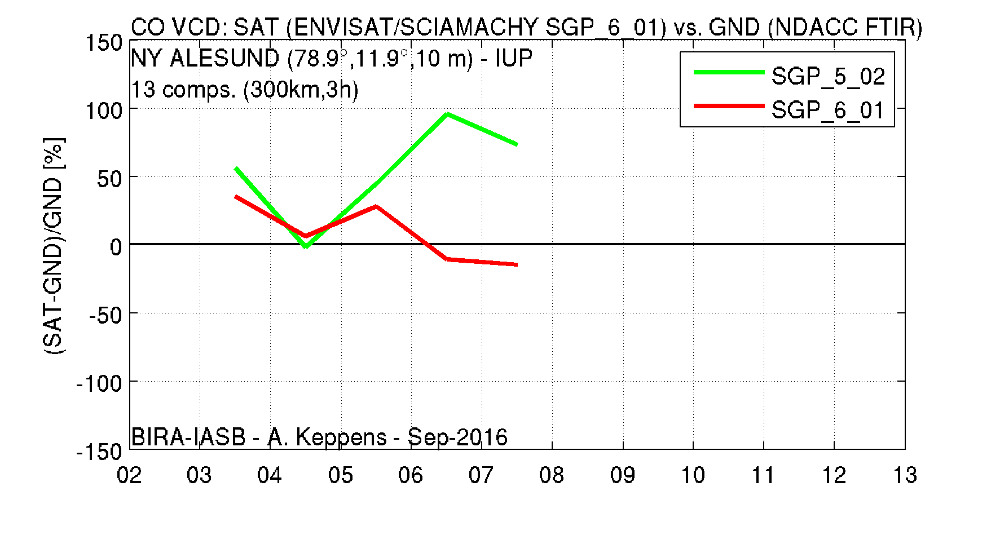 CO VCD: SAT (ENVISAT/SCIAMACHY SGP_6_01) vs. GND (NDACC FTIR)
NY ALESUND (78.9°,11.9°,10 m) - IUP
13 comps. (300km,3h)
SGP_5_02
SGP_6_01
(SAT-GND)/GND [%]
150
100
50
0
-50
-100
-150
BIRA-IASB - A. Keppens - Sep-2016
02 03 04 05 06 07 08 09 10 11 12 13